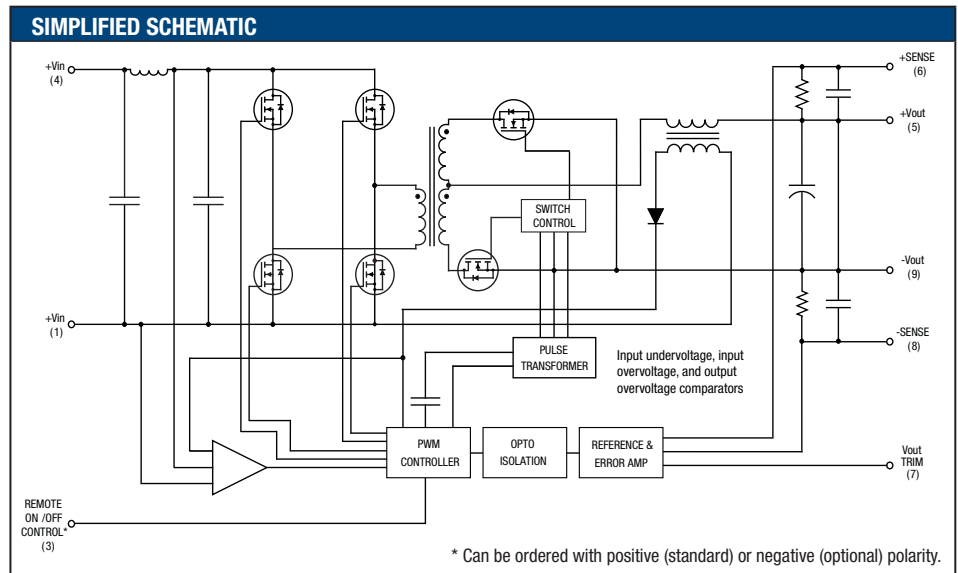 SIMPLIFIED SCHEMATIC
+Vin
(4)
+SENSE
(6)
+Vout
(5)
SWITCH
CONTROL
-Vout
(9)
+Vin
(1)
-SENSE
(8)
PULSE
TRANSFORMER
Input undervoltage, input
overvoltage, and output
overvoltage comparators
PWM
CONTROLLER
OPTO
ISOLATION
REFERENCE &
ERROR AMP
Vout
TRIM
(7)
REMOTE
ON /OFF
CONTROL*
(3)
* Can be ordered with positive (standard) or negative (optional) polarity.